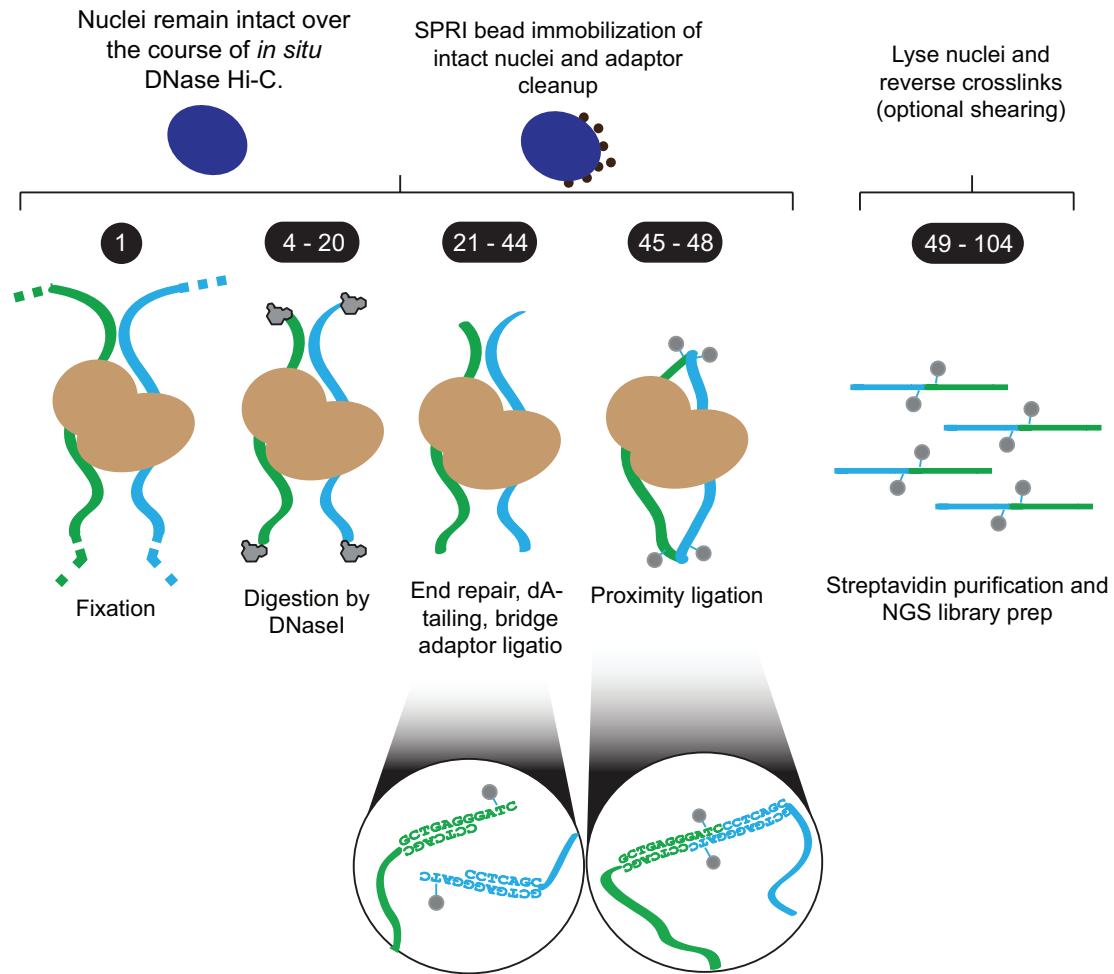 Nuclei remain intact over
the course of in situ
DNase Hi-C.
SPRI bead immobilization of
intact nuclei and adaptor
cleanup
Lyse nuclei and
reverse crosslinks
(optional shearing)
1
4 - 20
21 - 44
45 - 48
49 - 104
Fixation
Digestion by
DNaseI
End repair, dA-
tailing, bridge
adaptor ligatio
Proximity ligation
Streptavidin purification and
NGS library prep
GCTGAGGGATC
CCTCAGC
CCTCAGC
GCTGAGGGATC
GCTGAGGGATCCCTCAGC
GCTGAGGGATCCCTCAGC